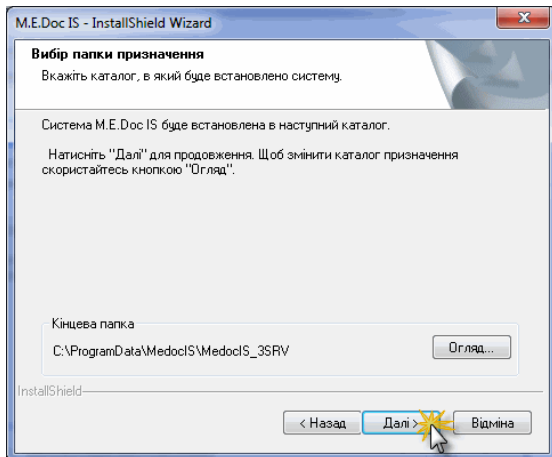 M.E.Doc IS - InstallShield Wizard
Вибір папки призначення
Вкажіть каталог, в який буде встановлено систему.
Система M.E.Doc IS буде встановлена в наступний каталог.
Натисніть "Далі" для продовження. Щоб змінити каталог призначення
скористайтесь кнопкою "Огляд".
Кінцева папка
C:\ProgramData\MedocIS\MedocIS_3SRV
Огляд...
InstallShield
< Назад
Далі >
Відміна